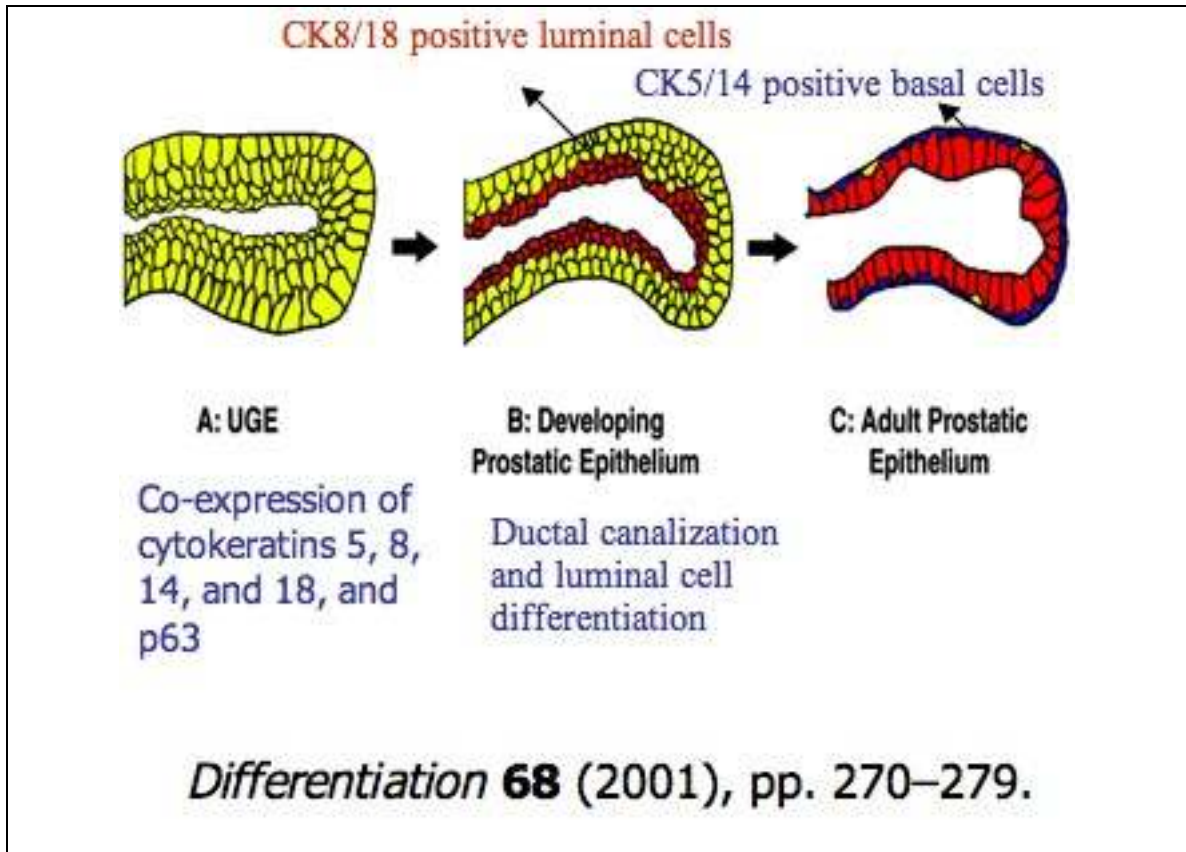 CK8/18 positive luminal cells
CK5/14 positive basal cells
A: UGE
Co-expression of
cytokeratins 5, 8,
14, and 18, and
p63
B: Developing
Prostatic Epithelium
Ductal canalization
and luminal cell
differentiation
C: Adult Prostatic
Epithelium
Differentiation 68 (2001), pp. 270–279.